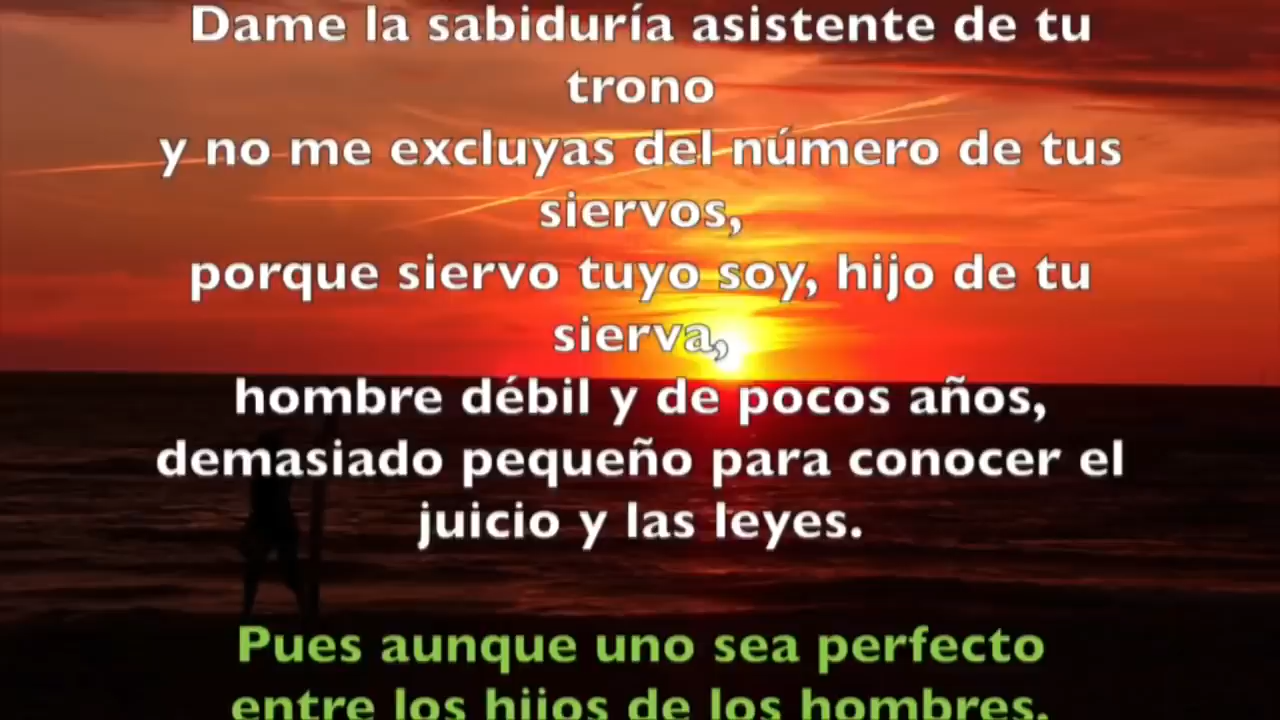 Dame la sabiduría asistente de tu
trono
y no me excluyas del número de tus
siervos,
porque siervo tuyo soy, hijo de tu
sierva,
hombre débil y de pocos años,
demasiado pequeño para conocer el
juicio y las leyes.
Pues aunque uno sea perfecto
entre los hijos de los hombres,